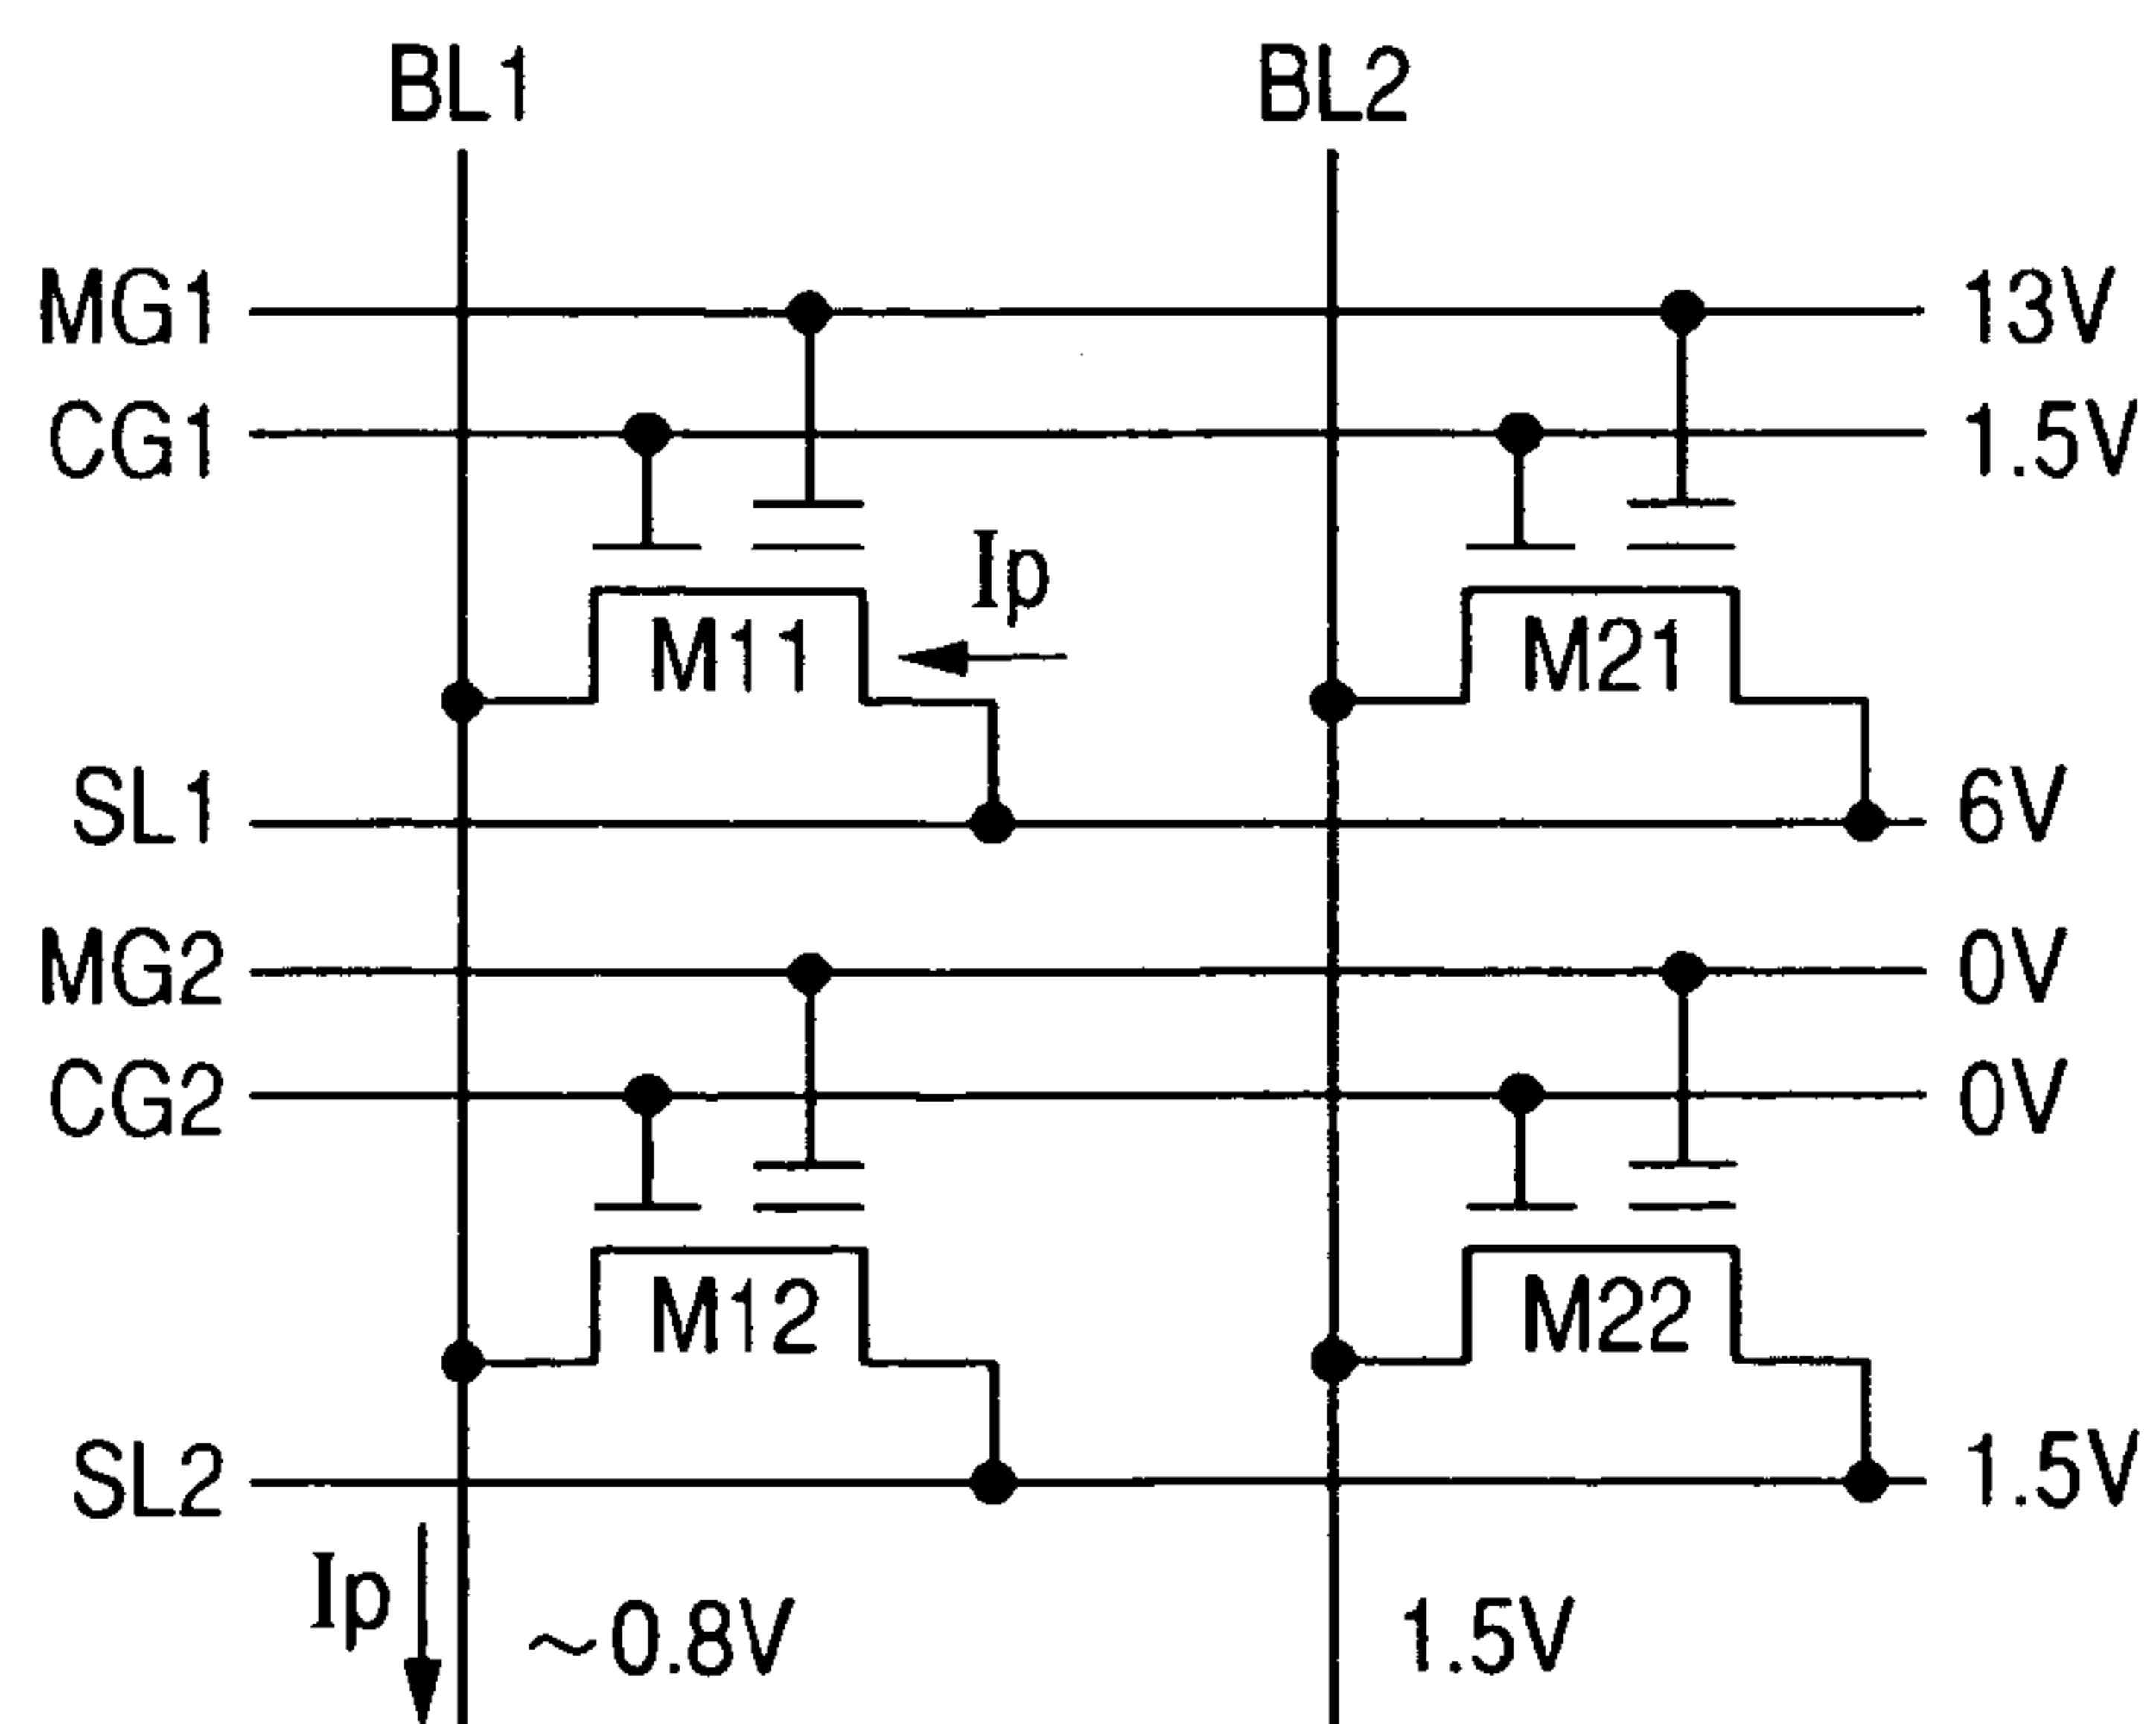 BL1 BL2
MG1 13V
CG1 1.5V
Ip
M11 M21
SL1 6V
MG2 0V
CG2 0V
M12 M22
SL2 1.5V
Ip ~0.8V 1.5V